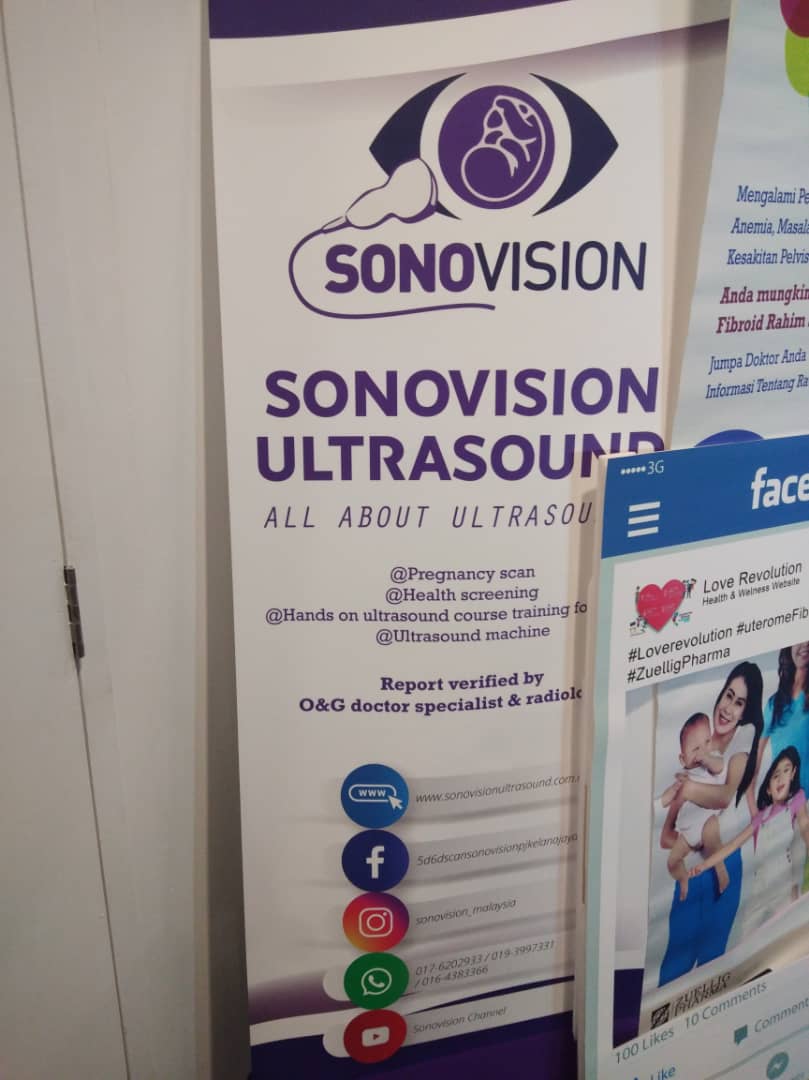 SONOVISION
SONOVISION
ULTRASOUND
ALL ABOUT ULTRASOU
@Pregnancy scan
@Health screening
@Hands on ultrasound course training fo
@Ultrasound machine
Report verified by
O&G doctor specialist & radiolo
www
www.sonovisionultrasound.com
5d6dscansonovisionpjkelanajaya
sonovision_malaysia
017-6202933 / 019-3997331
/ 016-4383366
Sonovision Channel
Mengalami Pe
Anemia, Masala
Kesakitan Pelvis
Anda mungkin
Fibroid Rahim
Jumpa Doktor Anda
Informasi Tentang Ra
3G
face
Love Revolution
Health & Welness Website
#Loverevolution #uteromeFib
#ZuelligPharma
ZUELLIG
PHARMA
100 Likes 10 Comments
Like
Comment